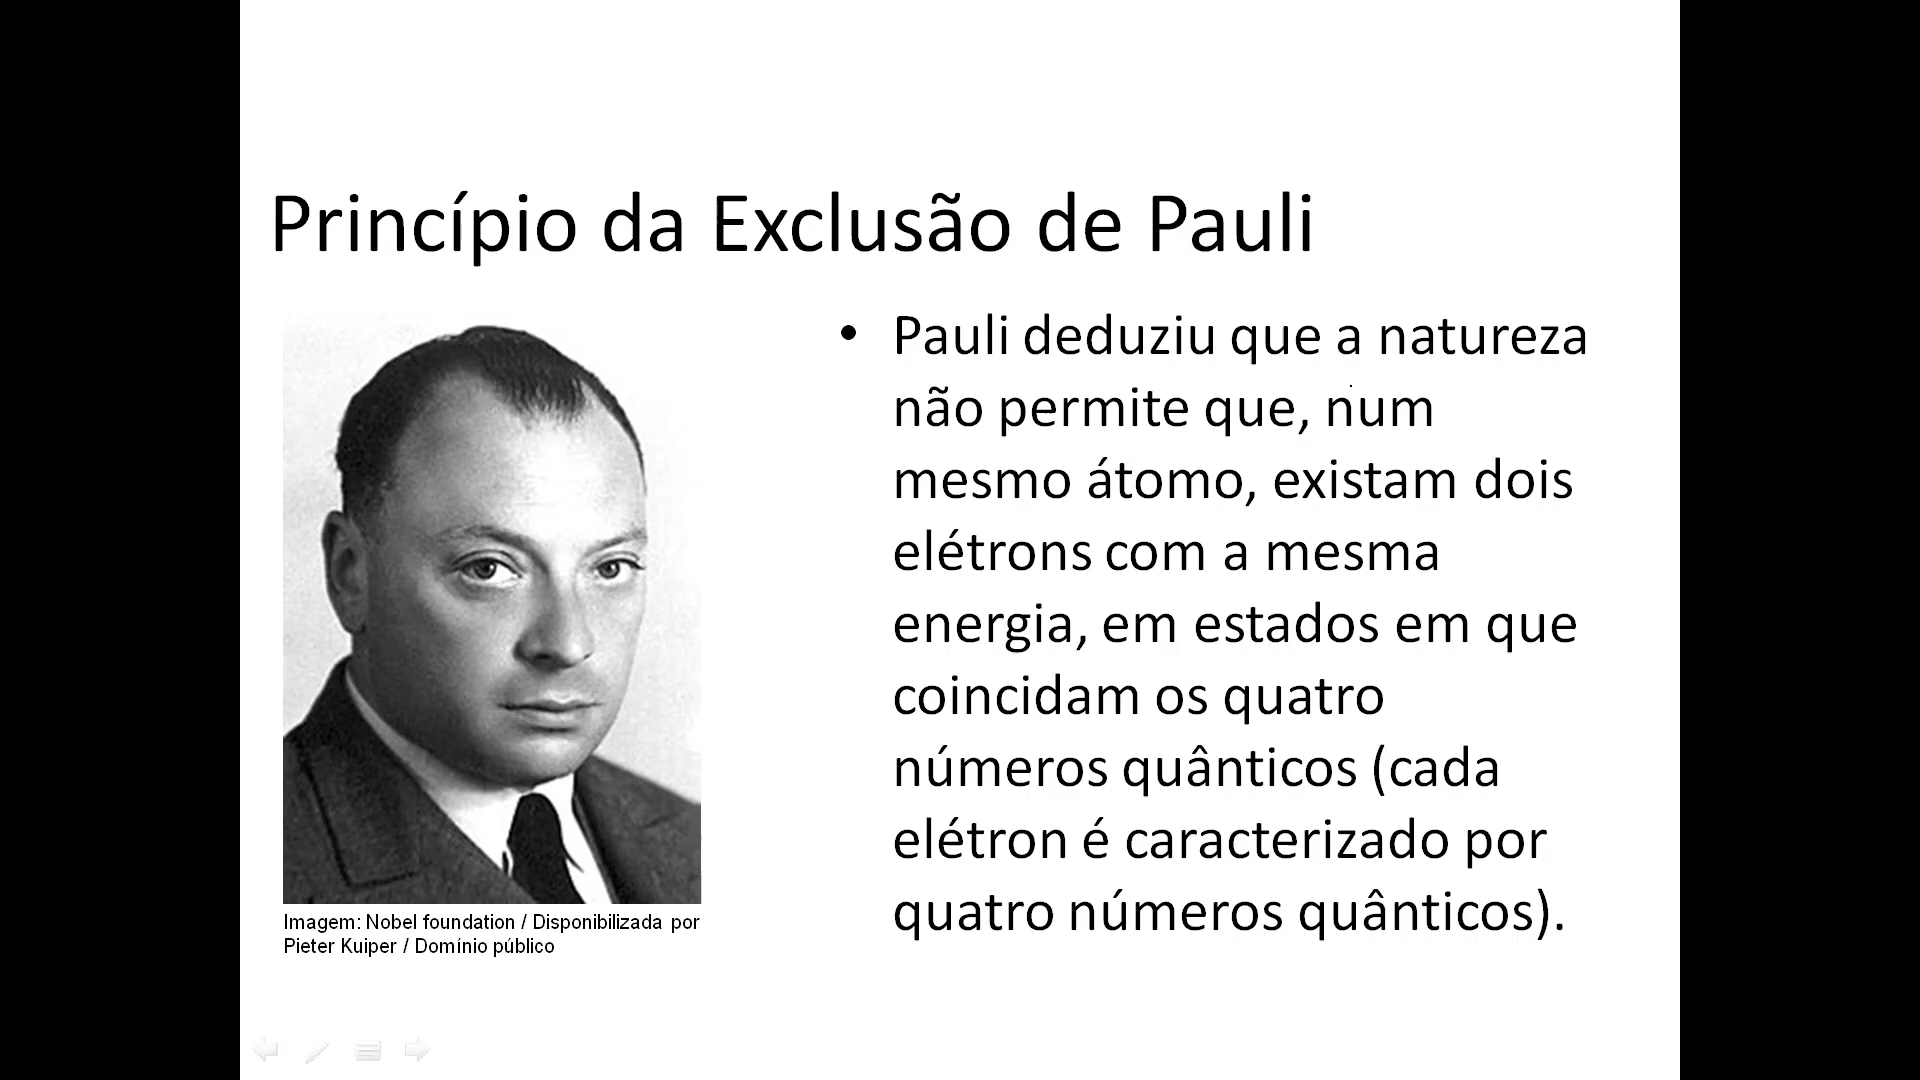 Princípio da Exclusão de Pauli
• Pauli deduziu que a natureza
não permite que, num
mesmo átomo, existam dois
elétrons com a mesma
energia, em estados em que
coincidam os quatro
números quânticos (cada
elétron é caracterizado por
quatro números quânticos).
Imagem: Nobel foundation / Disponibilizada por
Pieter Kuiper / Domínio público